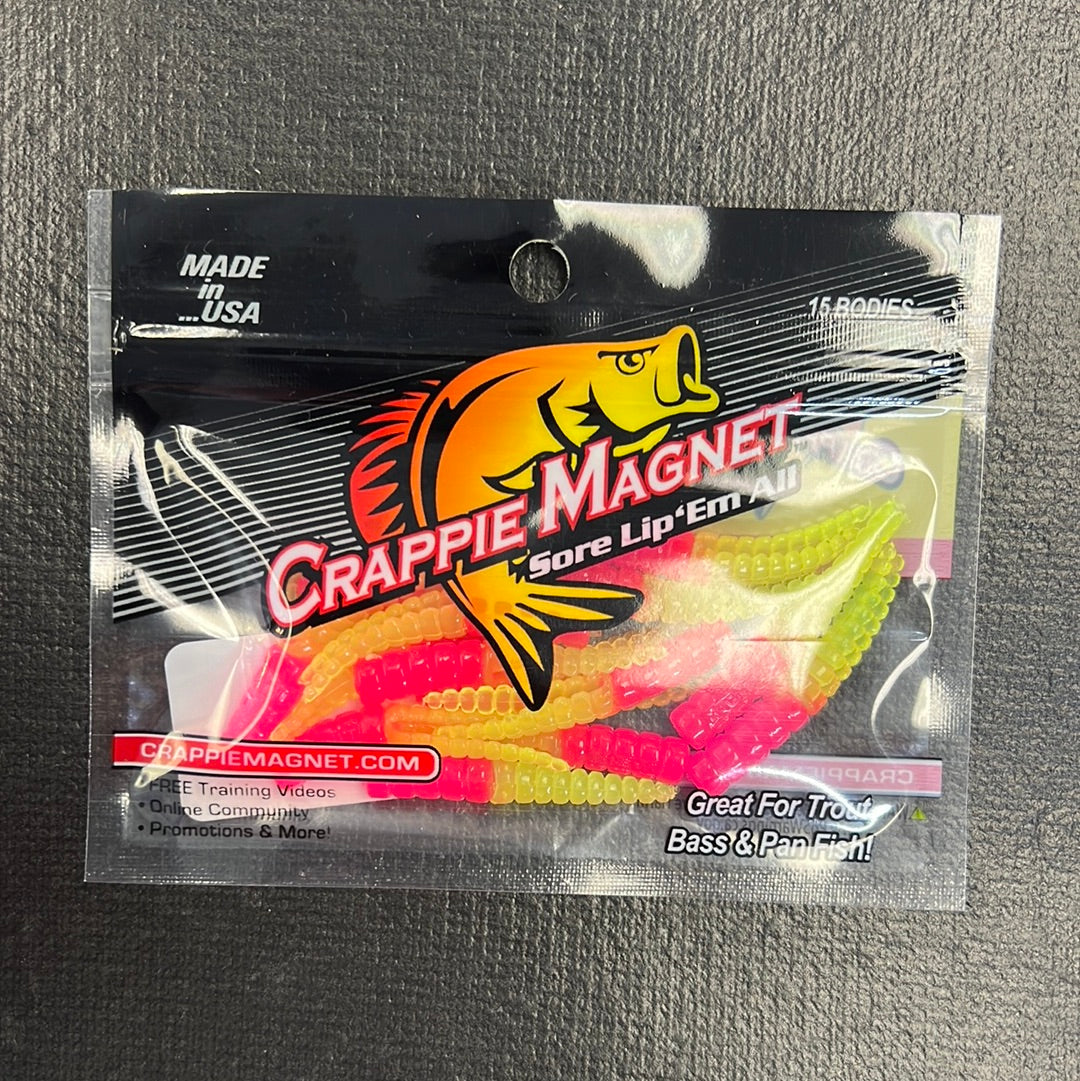 MADE
in
...USA
15 BODIES
CRAPPIE MAGNET
Sore Lip 'Em All
CRAPPIEMAGNET.COM
FREE Training Videos
• Online Community
• Promotions & More!
Great For Trout
Bass & Pan Fish!